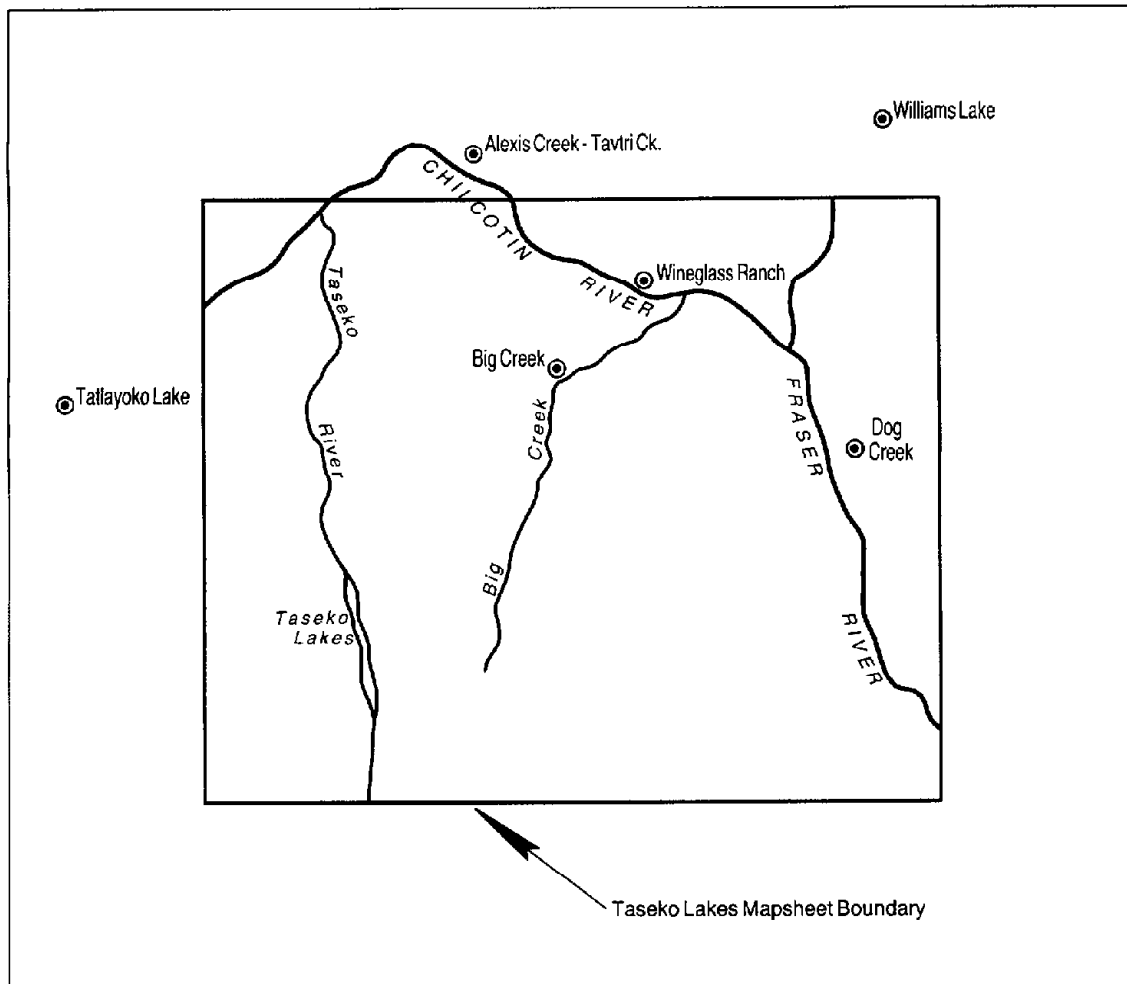 Williams Lake
Alexis Creek - Tavtri Ck.
CHILCOTIN
RIVER
Wineglass Ranch
Taseko
River
Big Creek
Tatlayoko Lake
Creek
Big
FRASER
RIVER
Dog
Creek
Taseko
Lakes
Taseko Lakes Mapsheet Boundary